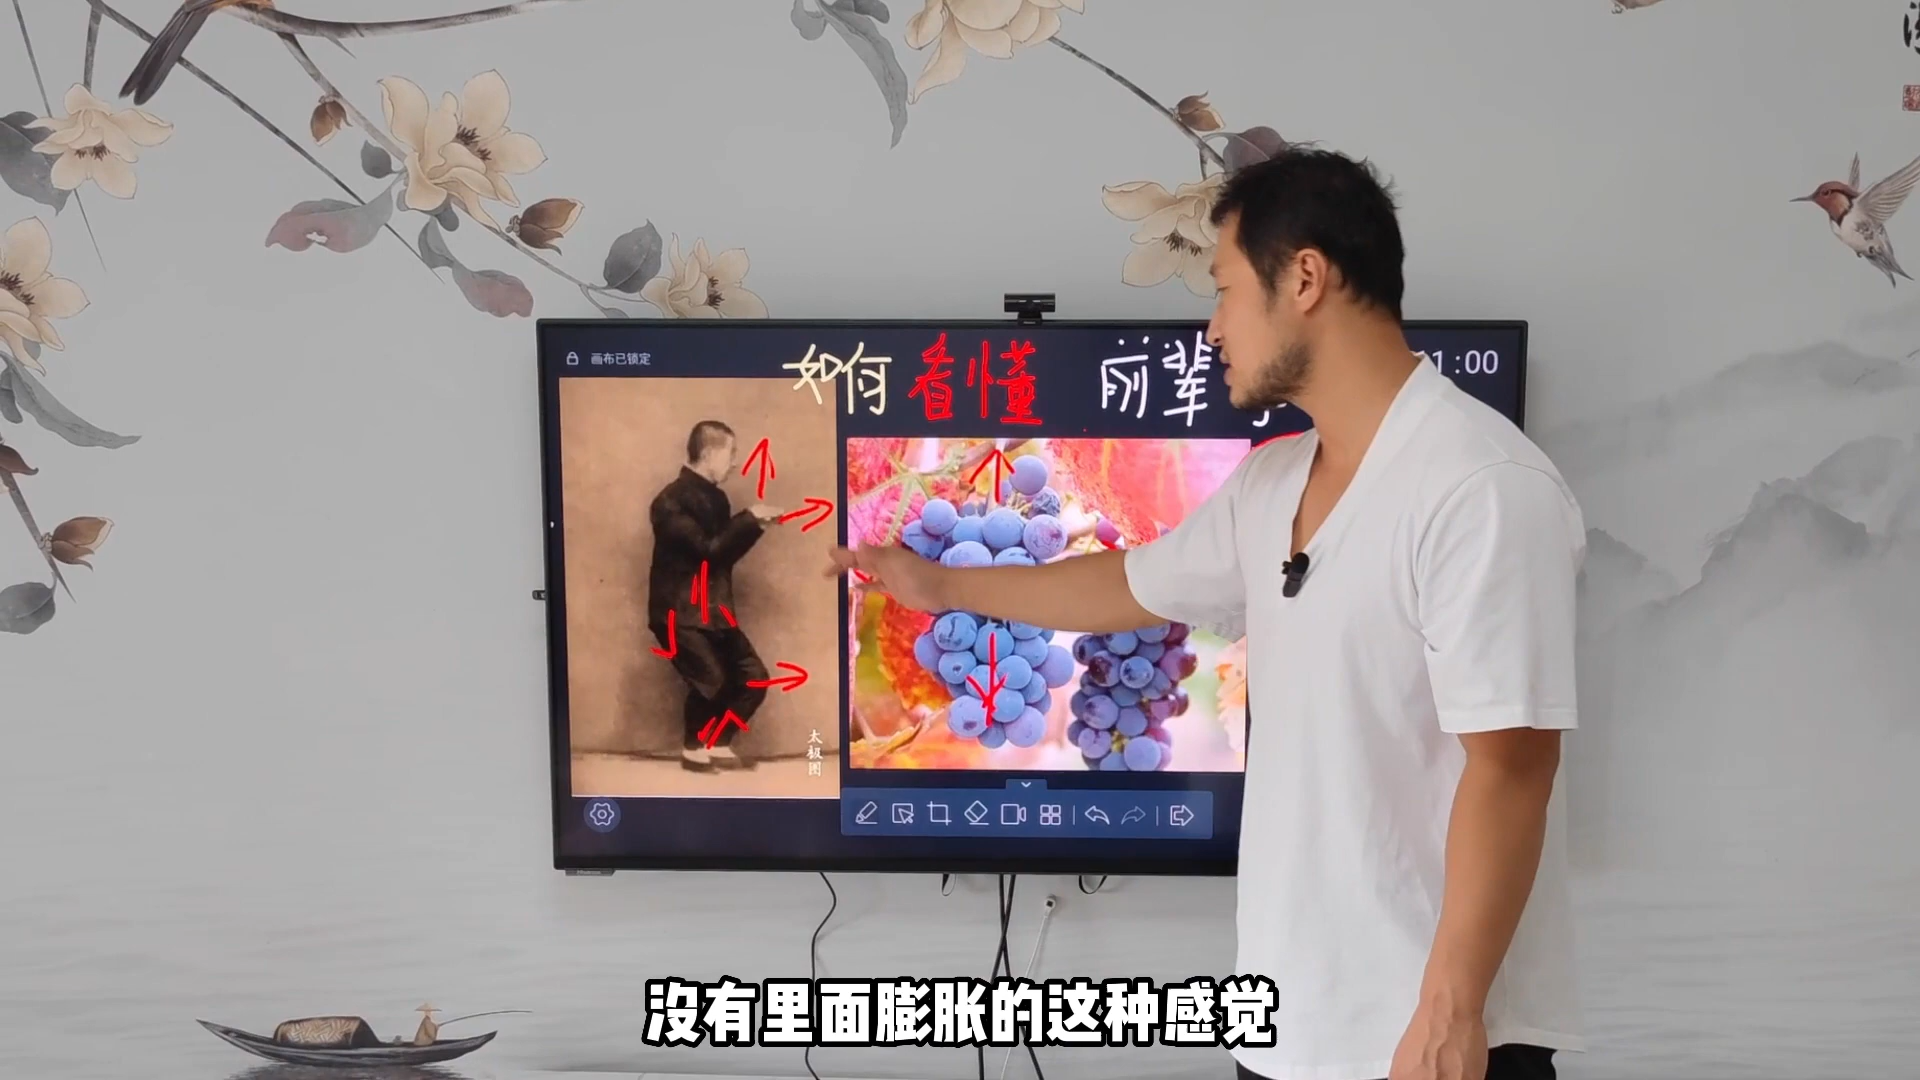 画布已锁定
如何 看懂 前辈
1:00
太极图
没有里面膨胀的这种感觉